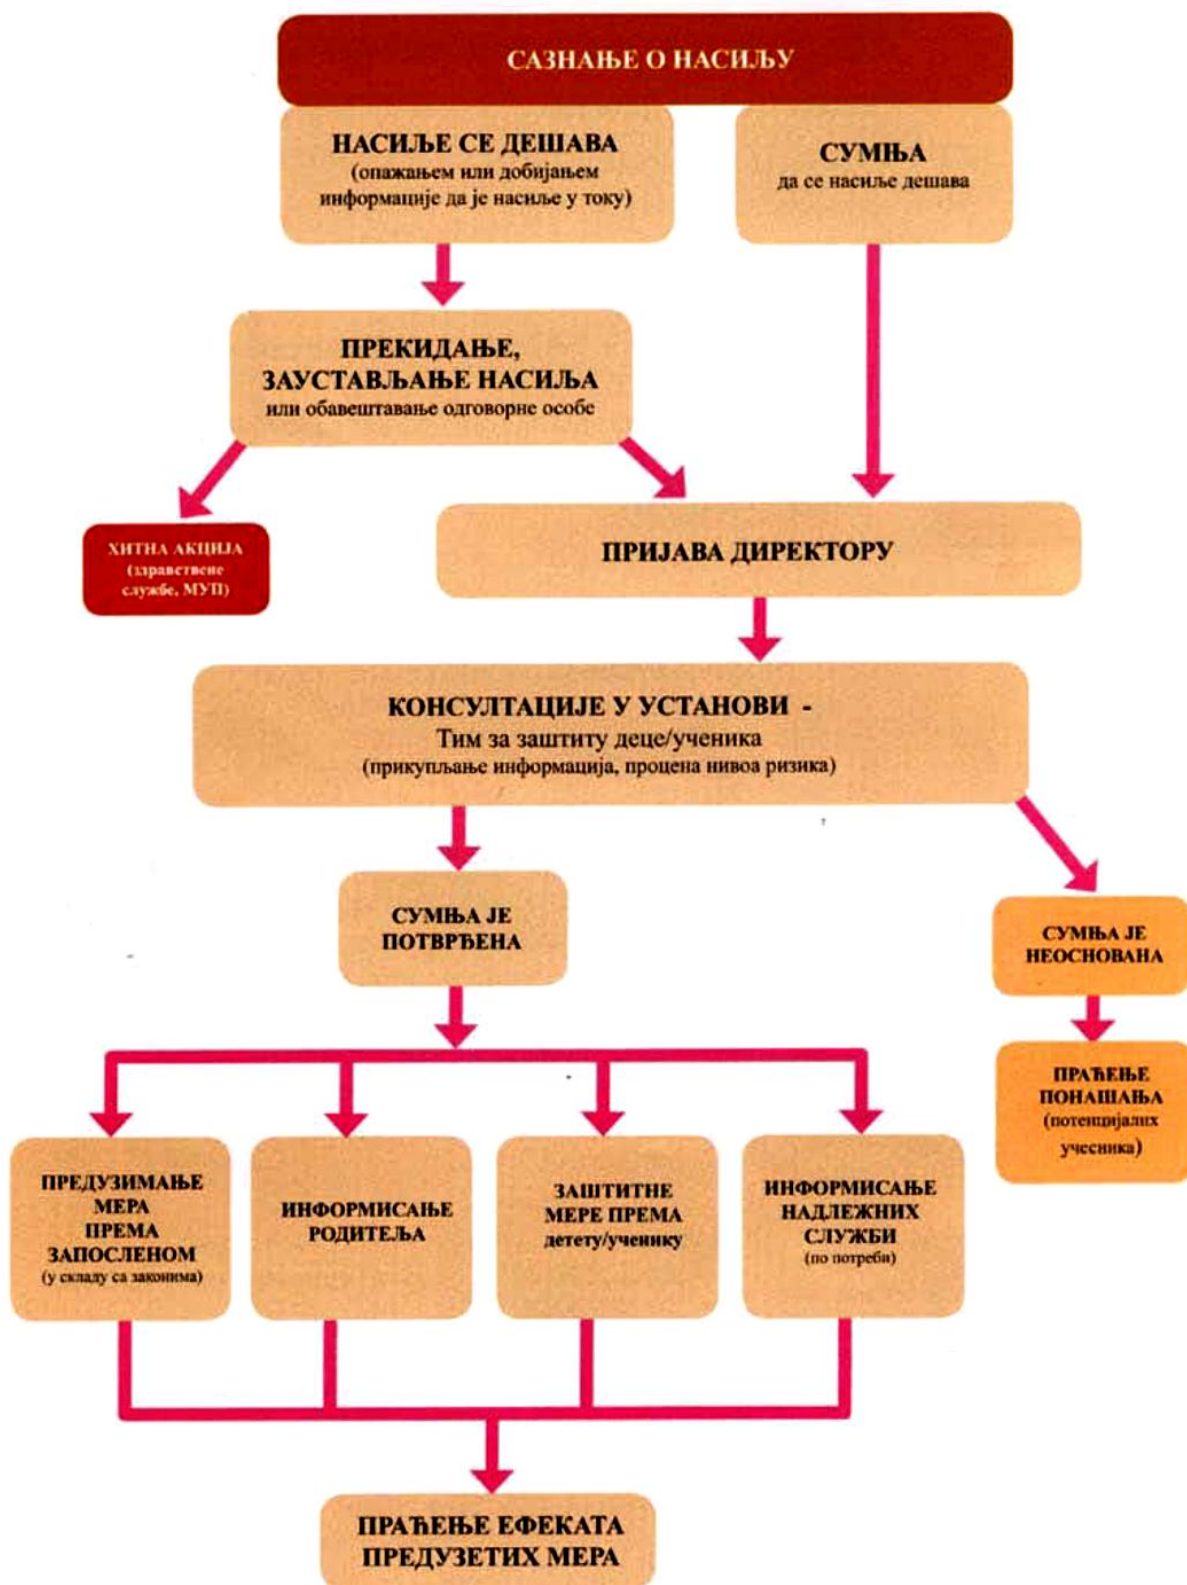 САЗНАЊЕ О НАСИЉУ
НАСИЉЕ СЕ ДЕШАВА
(опажањем или добијањем
информације да је насиље у току)
СУМЊА
да се насиље дешава
ПРЕКИДАЊЕ,
ЗАУСТАВЉАЊЕ НАСИЉА
или обавештавање одговорне особе
ХИТНА АКЦИЈА
(здравствене
службе, МУП)
ПРИЈАВА ДИРЕКТОРУ
КОНСУЛТАЦИЈЕ У УСТАНОВИ -
Тим за заштиту деце/ученика
(прикупљање информација, процена нивоа ризика)
СУМЊА ЈЕ
ПОТВРЂЕНА
СУМЊА ЈЕ
НЕОСНОВАНА
ПРАЋЕЊЕ
ПОНАШАЊА
(потенцијалих
учесника)
ПРЕДУЗИМАЊЕ
МЕРА
ПРЕМА
ЗАПОСЛЕНОМ
(у складу са законима)
ИНФОРМИСАЊЕ
РОДИТЕЉА
ЗАШТИТНЕ
МЕРЕ ПРЕМА
детету/ученику
ИНФОРМИСАЊЕ
НАДЛЕЖНИХ
СЛУЖБИ
(по потреби)
ПРАЋЕЊЕ ЕФЕКАТА
ПРЕДУЗЕТИХ МЕРА